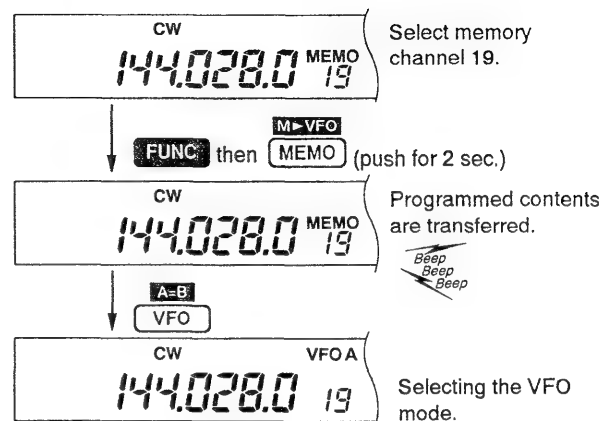 CW
144.028.0 MEMO 19
Select memory
channel 19.
M►VFO
FUNC then MEMO (push for 2 sec.)
CW
144.028.0 MEMO 19
Programmed contents
are transferred.
Beep
Beep
Beep
A=B
VFO
CW VFO A
144.028.0 19
Selecting the VFO
mode.